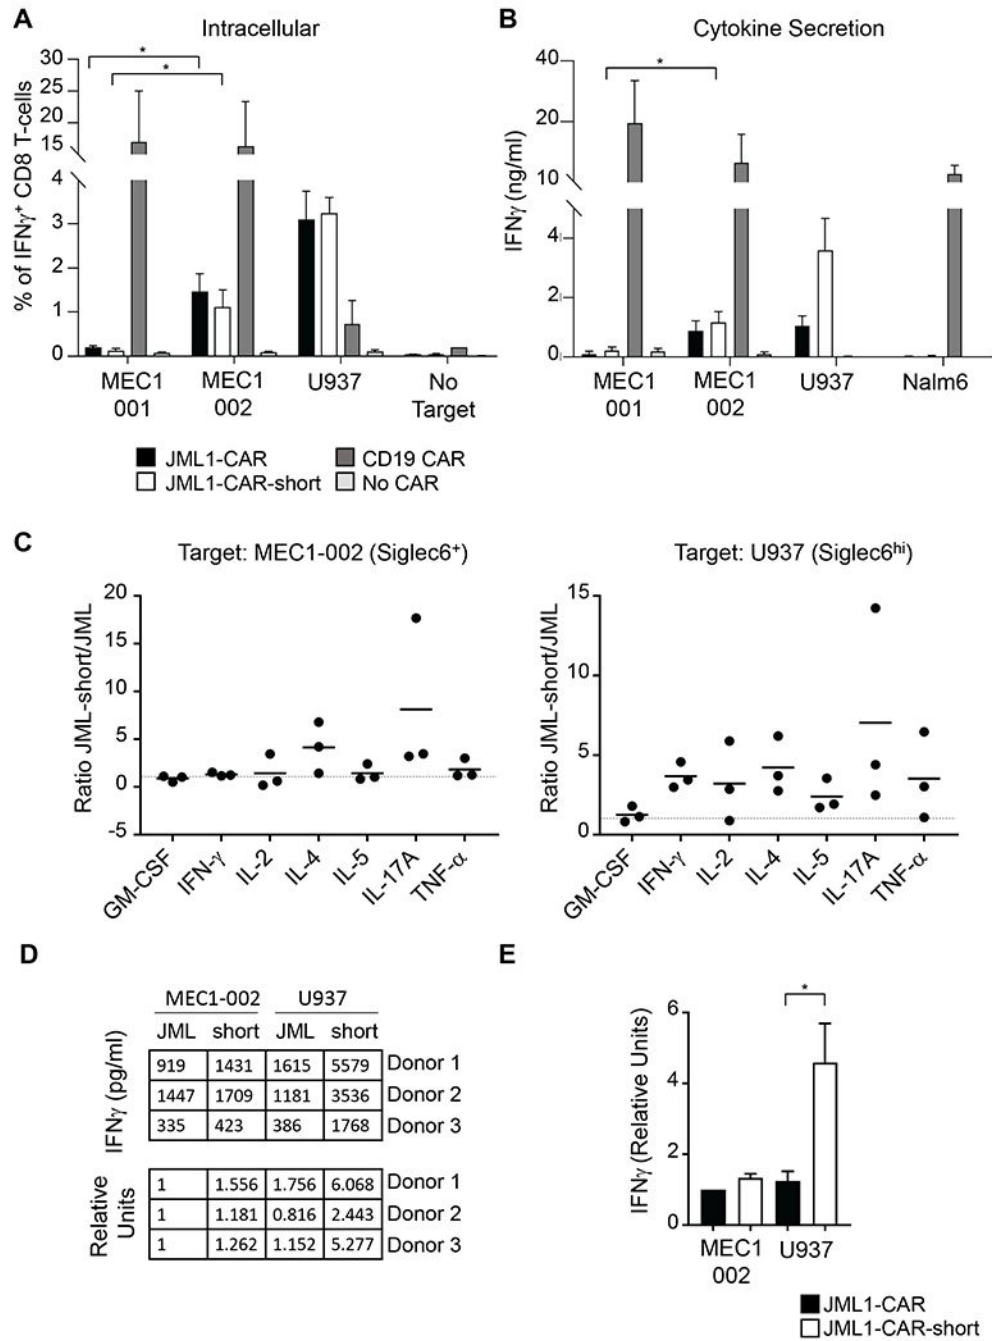 A
Intracellular
% of IFNγ⁺ CD8 T-cells
30
25
20
15
4
3
2
1
0
*
*
MEC1 001
MEC1 002
U937
No Target
B
Cytokine Secretion
IFNγ (ng/ml)
40
20
10
4
2
0
*
MEC1 001
MEC1 002
U937
Nalm6
JML1-CAR
CD19 CAR
JML1-CAR-short
No CAR
C
Target: MEC1-002 (Siglec6⁺)
Ratio JML-short/JML
20
15
10
5
0
-5
GM-CSF
IFN-γ
IL-2
IL-4
IL-5
IL-17A
TNF-α
Target: U937 (Siglec6ʰⁱ)
Ratio JML-short/JML
15
10
5
0
GM-CSF
IFN-γ
IL-2
IL-4
IL-5
IL-17A
TNF-α
D
MEC1-002 U937
JML short JML short
IFNγ (pg/ml)
919 1431 1615 5579 Donor 1
1447 1709 1181 3536 Donor 2
335 423 386 1768 Donor 3
Relative Units
1 1.556 1.756 6.068 Donor 1
1 1.181 0.816 2.443 Donor 2
1 1.262 1.152 5.277 Donor 3
E
IFNγ (Relative Units)
6
4
2
0
*
MEC1 002
U937
JML1-CAR
JML1-CAR-short